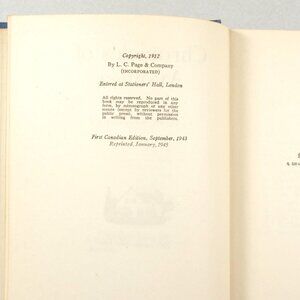 Copyright, 1912
By L. C. Page & Company
(INCORPORATED)
Entered at Stationers' Hall, London
All rights reserved. No part of this
book may be reproduced in any
form, by mimeograph or any other
means (except by reviewers for the
public press), without permission
in writing from the publishers.
First Canadian Edition, September, 1943
Reprinted, January, 1945